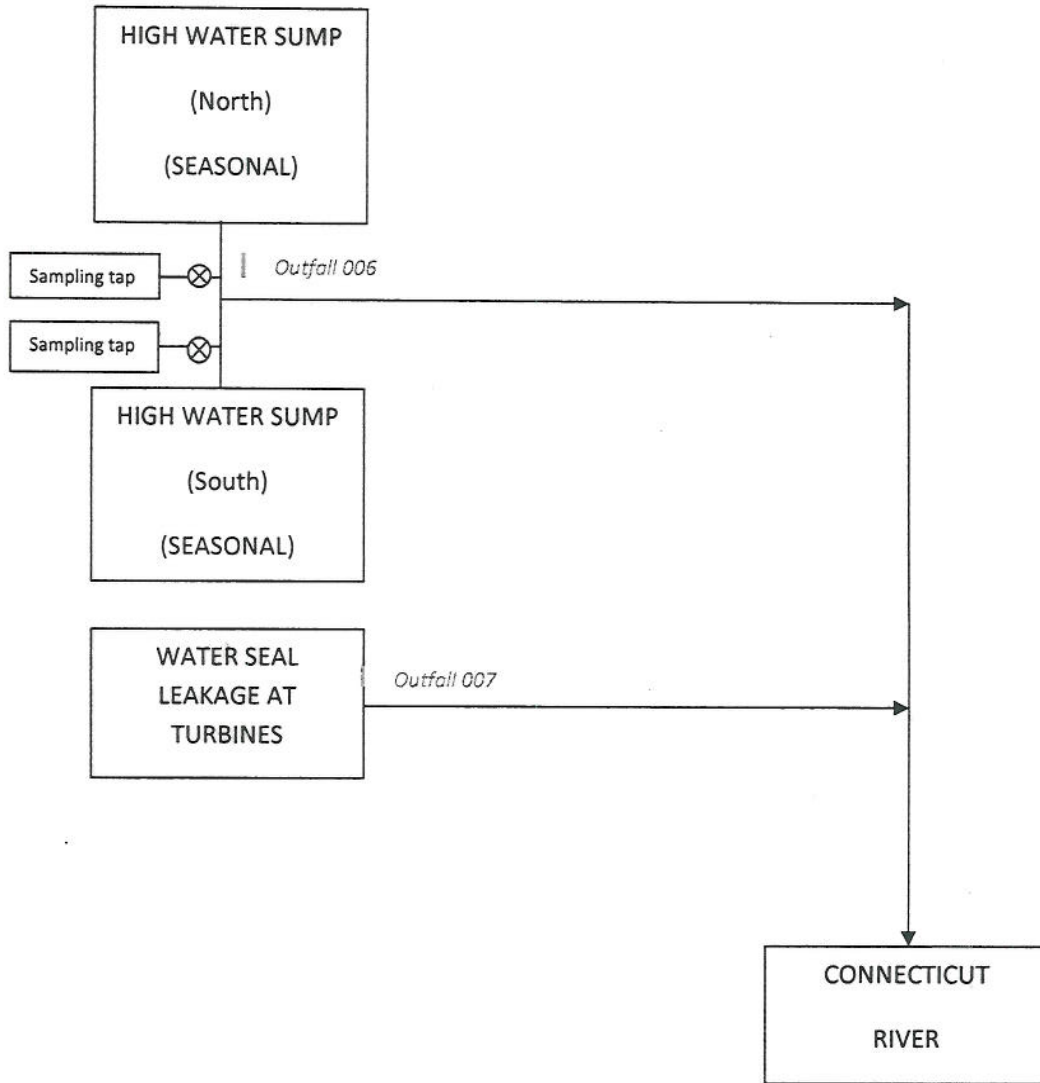 HIGH WATER SUMP
(North)
(SEASONAL)
Sampling tap
Outfall 006
Sampling tap
HIGH WATER SUMP
(South)
(SEASONAL)
WATER SEAL
LEAKAGE AT
TURBINES
Outfall 007
CONNECTICUT
RIVER